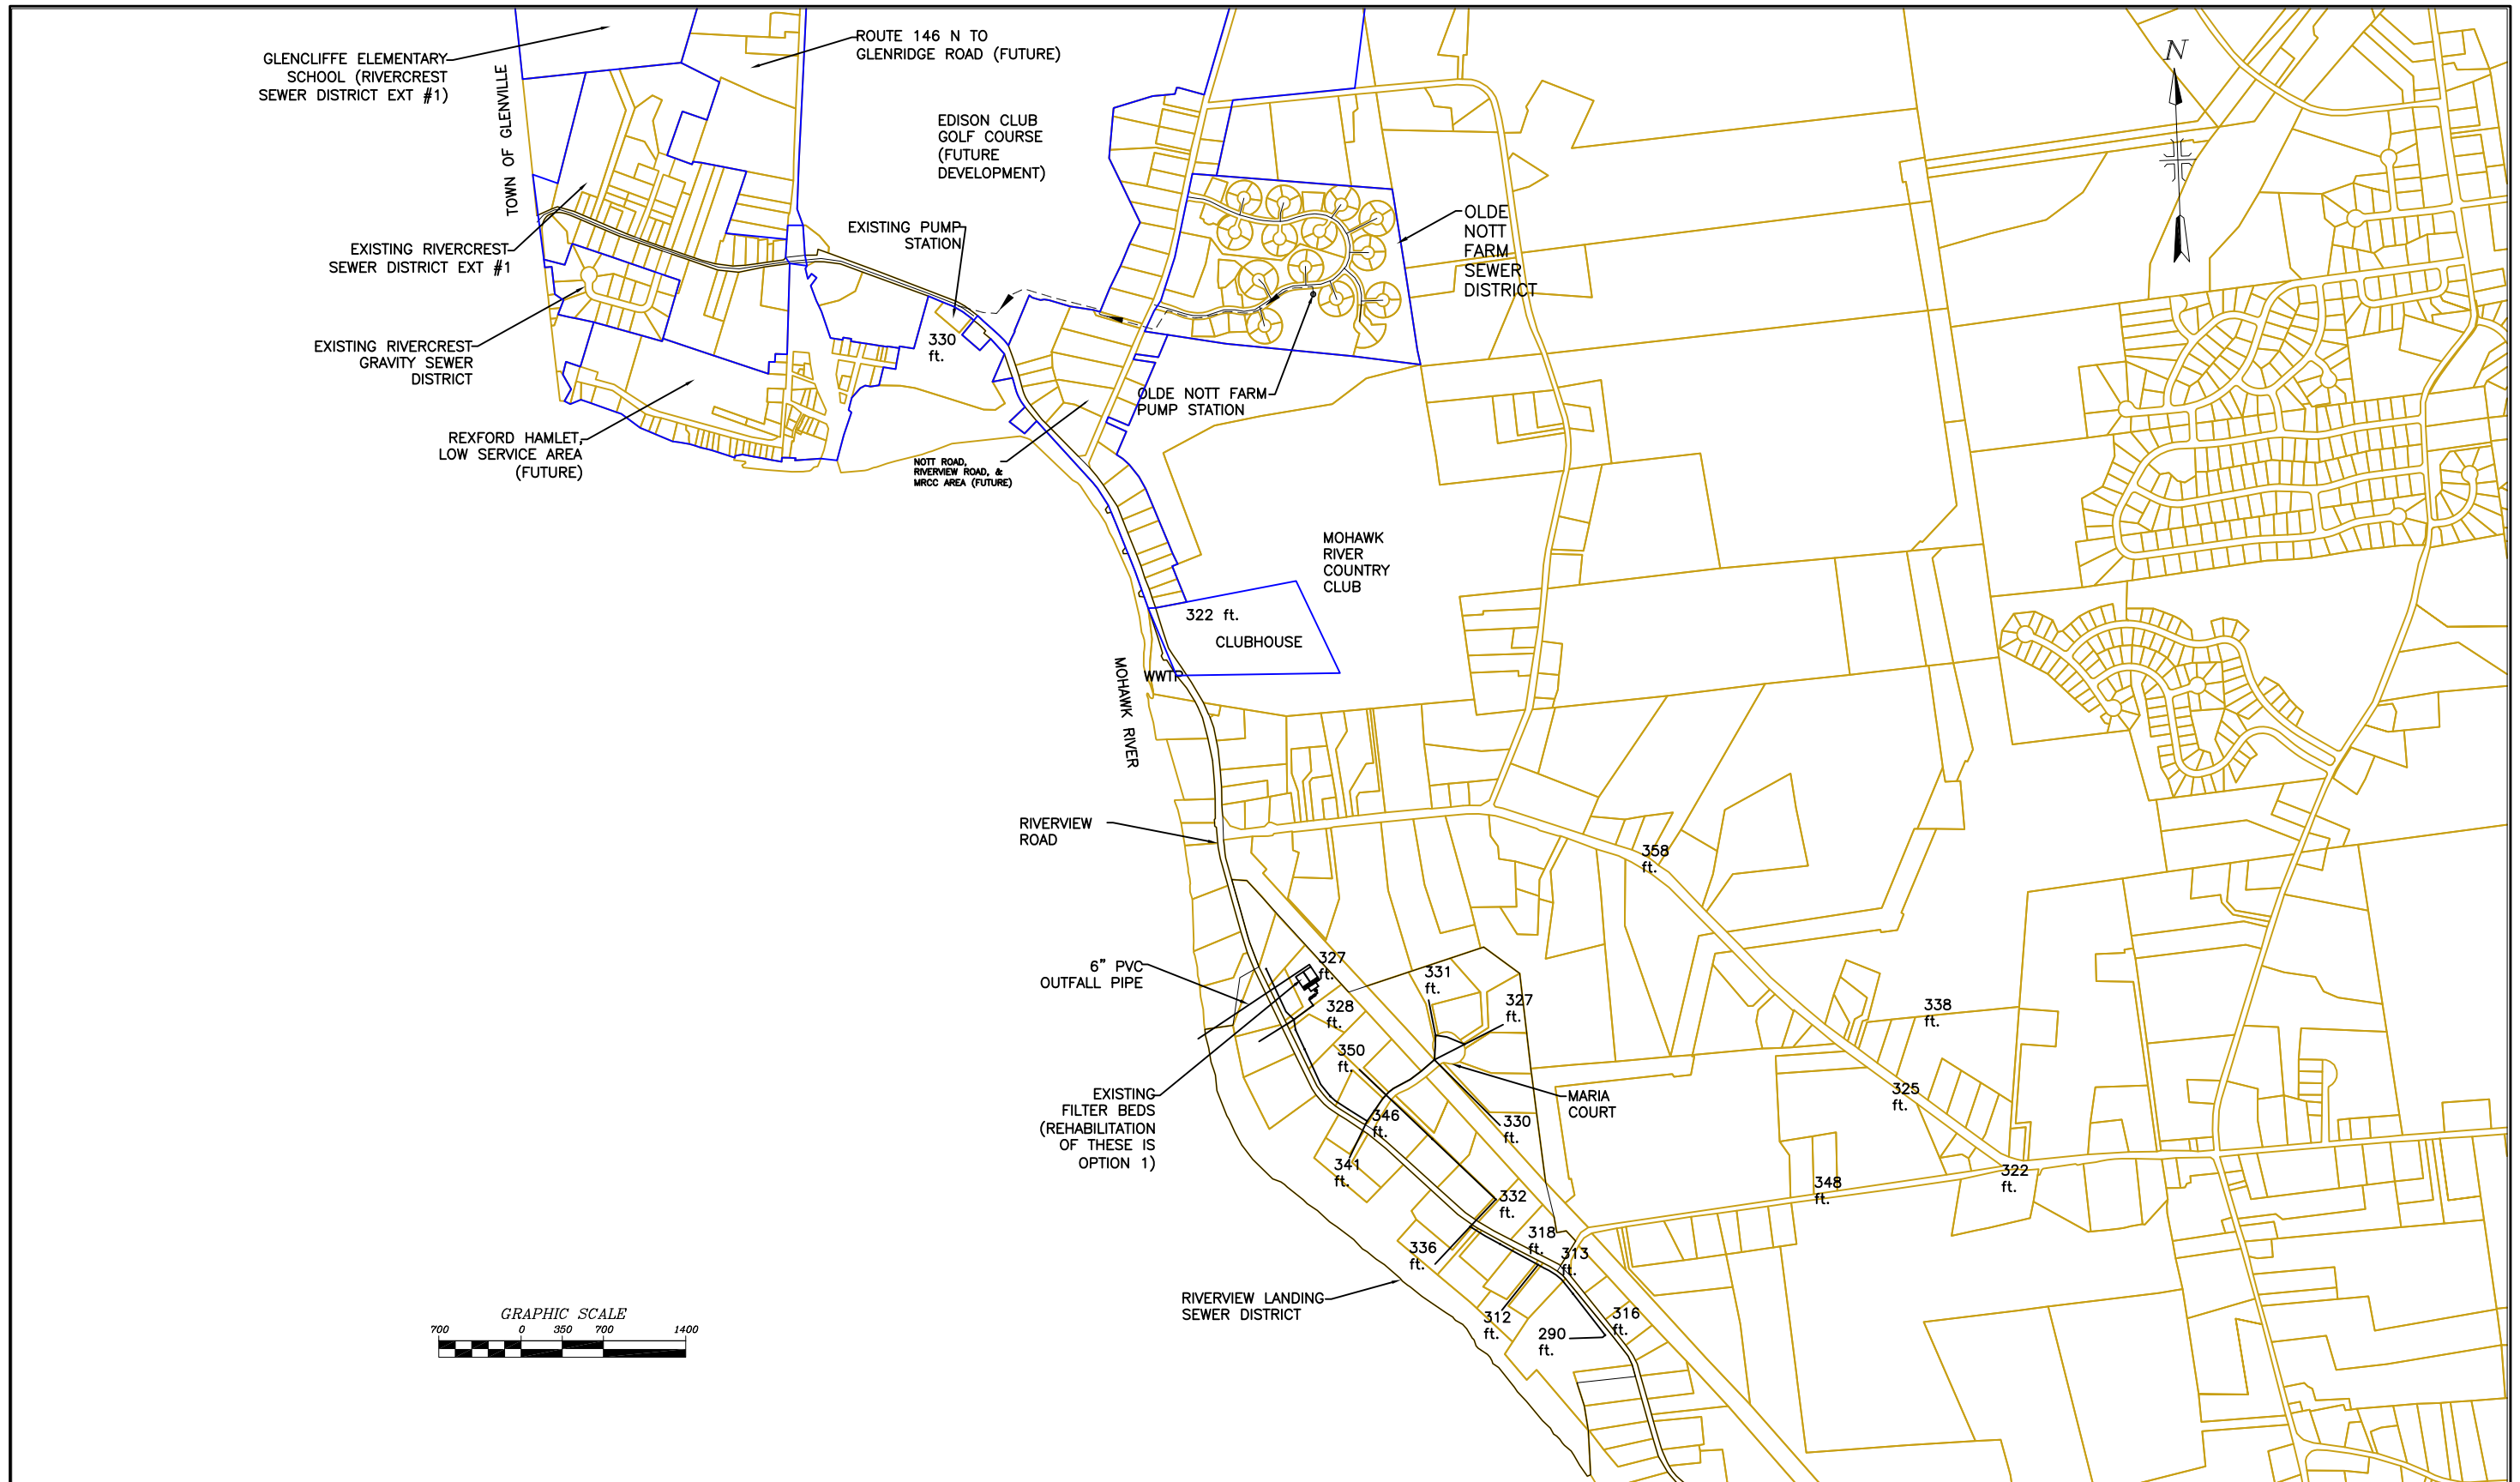 GLENCLIFFE ELEMENTARY
SCHOOL (RIVERCREST
SEWER DISTRICT EXT #1)
TOWN OF GLENVILLE
ROUTE 146 N TO
GLENRIDGE ROAD (FUTURE)
EDISON CLUB
GOLF COURSE
(FUTURE
DEVELOPMENT)
N
EXISTING RIVERCREST
SEWER DISTRICT EXT #1
EXISTING PUMP
STATION
OLDE
NOTT
FARM
SEWER
DISTRICT
EXISTING RIVERCREST
GRAVITY SEWER
DISTRICT
330
ft.
OLDE NOTT FARM
PUMP STATION
REXFORD HAMLET,
LOW SERVICE AREA
(FUTURE)
NOTT ROAD,
RIVERVIEW ROAD, &
MRCC AREA (FUTURE)
MOHAWK
RIVER
COUNTRY
CLUB
322 ft.
CLUBHOUSE
WWTP
MOHAWK RIVER
RIVERVIEW
ROAD
358
ft.
6" PVC
OUTFALL PIPE
327
ft.
331
ft.
327
ft.
328
ft.
338
ft.
350
ft.
EXISTING
FILTER BEDS
(REHABILITATION
OF THESE IS
OPTION 1)
MARIA
COURT
325
ft.
346
ft.
330
ft.
341
ft.
348
ft.
322
ft.
332
ft.
336
ft.
318
ft.
313
ft.
RIVERVIEW LANDING
SEWER DISTRICT
312
ft.
316
ft.
290
ft.
GRAPHIC SCALE
700 0 350 700 1400